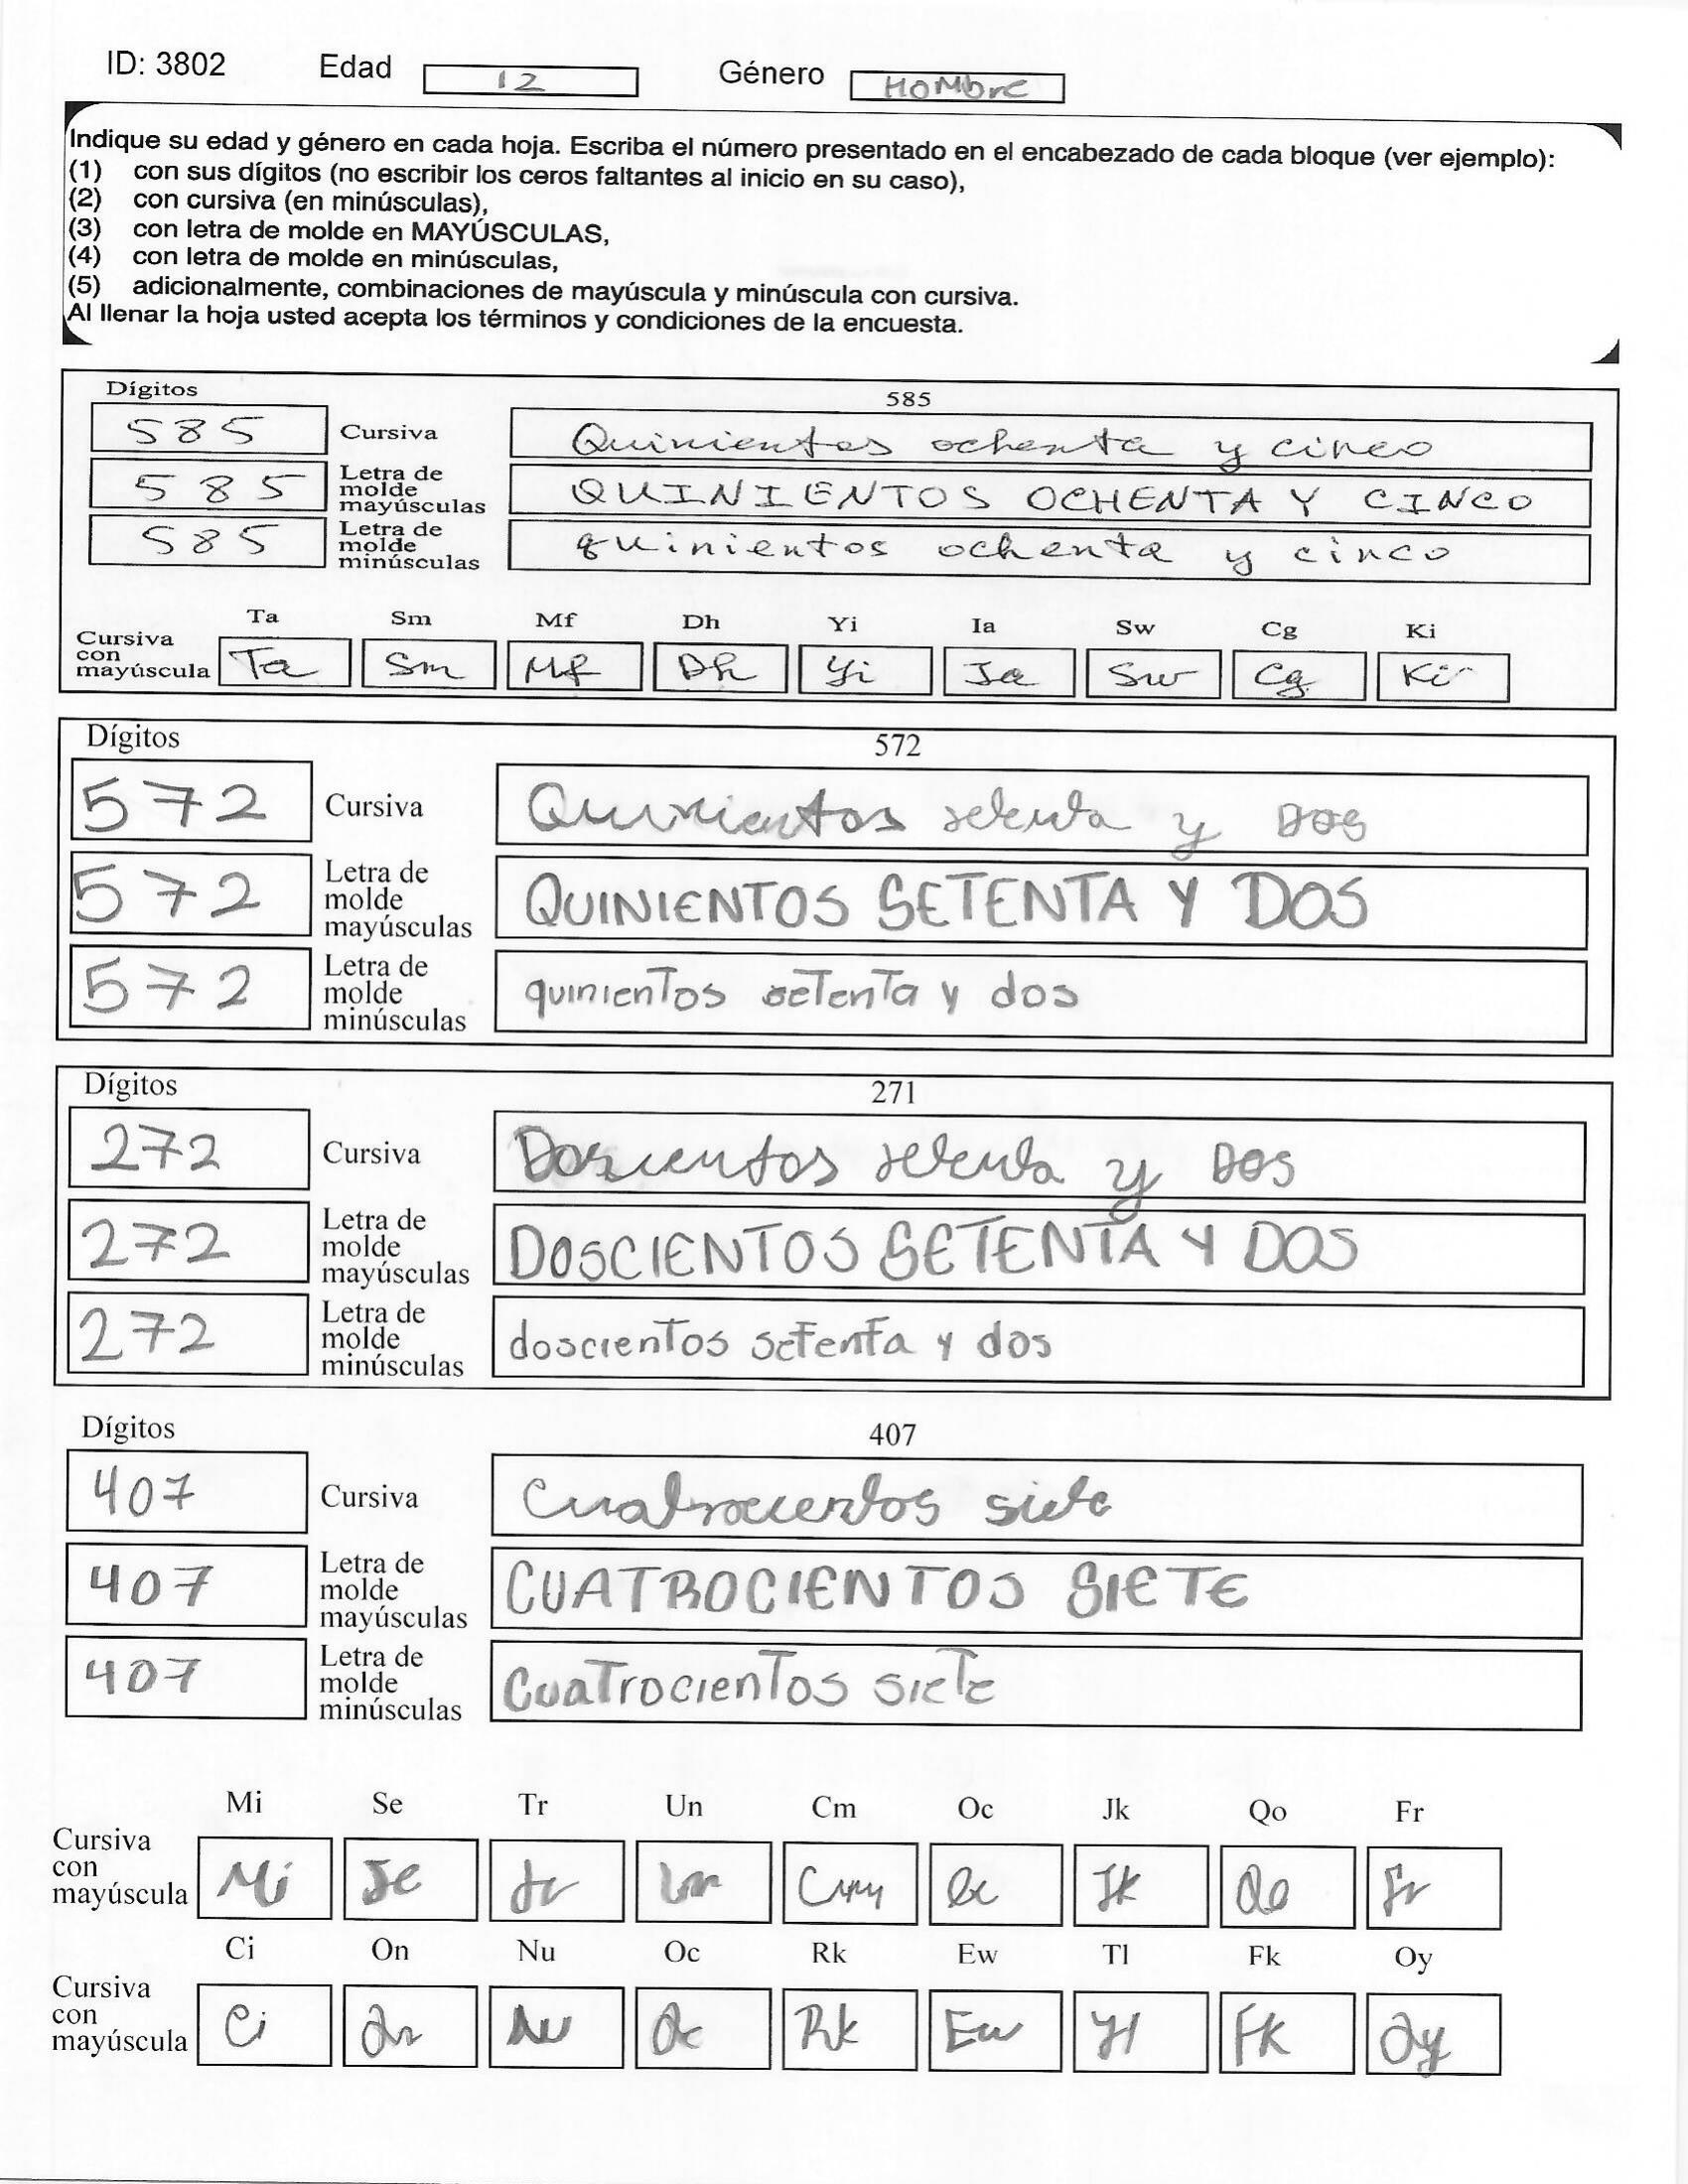 ID: 3802 Edad 12 Género HoMbre
Indique su edad y género en cada hoja. Escriba el número presentado en el encabezado de cada bloque (ver ejemplo):
(1) con sus dígitos (no escribir los ceros faltantes al inicio en su caso),
(2) con cursiva (en minúsculas),
(3) con letra de molde en MAYÚSCULAS,
(4) con letra de molde en minúsculas,
(5) adicionalmente, combinaciones de mayúscula y minúscula con cursiva.
Al llenar la hoja usted acepta los términos y condiciones de la encuesta.
Dígitos 585
585 Cursiva Quinientos ochenta y cinco
585 Letra de molde mayúsculas QUINIENTOS OCHENTA Y CINCO
585 Letra de molde minúsculas quinientos ochenta y cinco
Ta Sm Mf Dh Yi Ia Sw Cg Ki
Cursiva con mayúscula Ta Sm Mf Dh Yi Ia Sw Cg Ki
Dígitos 572
572 Cursiva Quinientos setenta y Dos
572 Letra de molde mayúsculas QUINIENTOS SETENTA Y DOS
572 Letra de molde minúsculas quinientos setenta y dos
Dígitos 271
272 Cursiva Doscientos setenta y Dos
272 Letra de molde mayúsculas DOSCIENTOS SETENTA Y DOS
272 Letra de molde minúsculas doscientos setenta y dos
Dígitos 407
407 Cursiva Cuatrocientos siete
407 Letra de molde mayúsculas CUATROCIENTOS SIETE
407 Letra de molde minúsculas Cuatrocientos siete
Mi Se Tr Un Cm Oc Jk Qo Fr
Cursiva con mayúscula Mi Se Tr Un Cm Oc Jk Qo Fr
Ci On Nu Oc Rk Ew Tl Fk Oy
Cursiva con mayúscula Ci On Nu Oc Rk Ew Tl Fk Oy